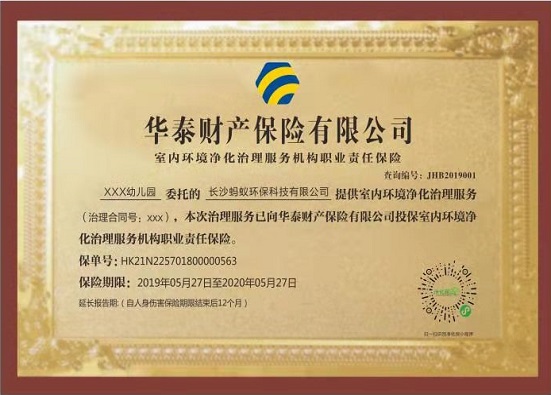 华泰财产保险有限公司
室内环境净化治理服务机构职业责任保险
查询编号：JHB2019001
XXX幼儿园 委托的 长沙蚂蚁环保科技有限公司 提供室内环境净化治理服务
（治理合同号：xxx），本次治理服务已向华泰财产保险有限公司投保室内环境净
化治理服务机构职业责任保险。
保单号：HK21N225701800000563
保险期限：2019年05月27日至2020年05月27日
延长报告期：（自人身伤害保险期限结束后12个月）